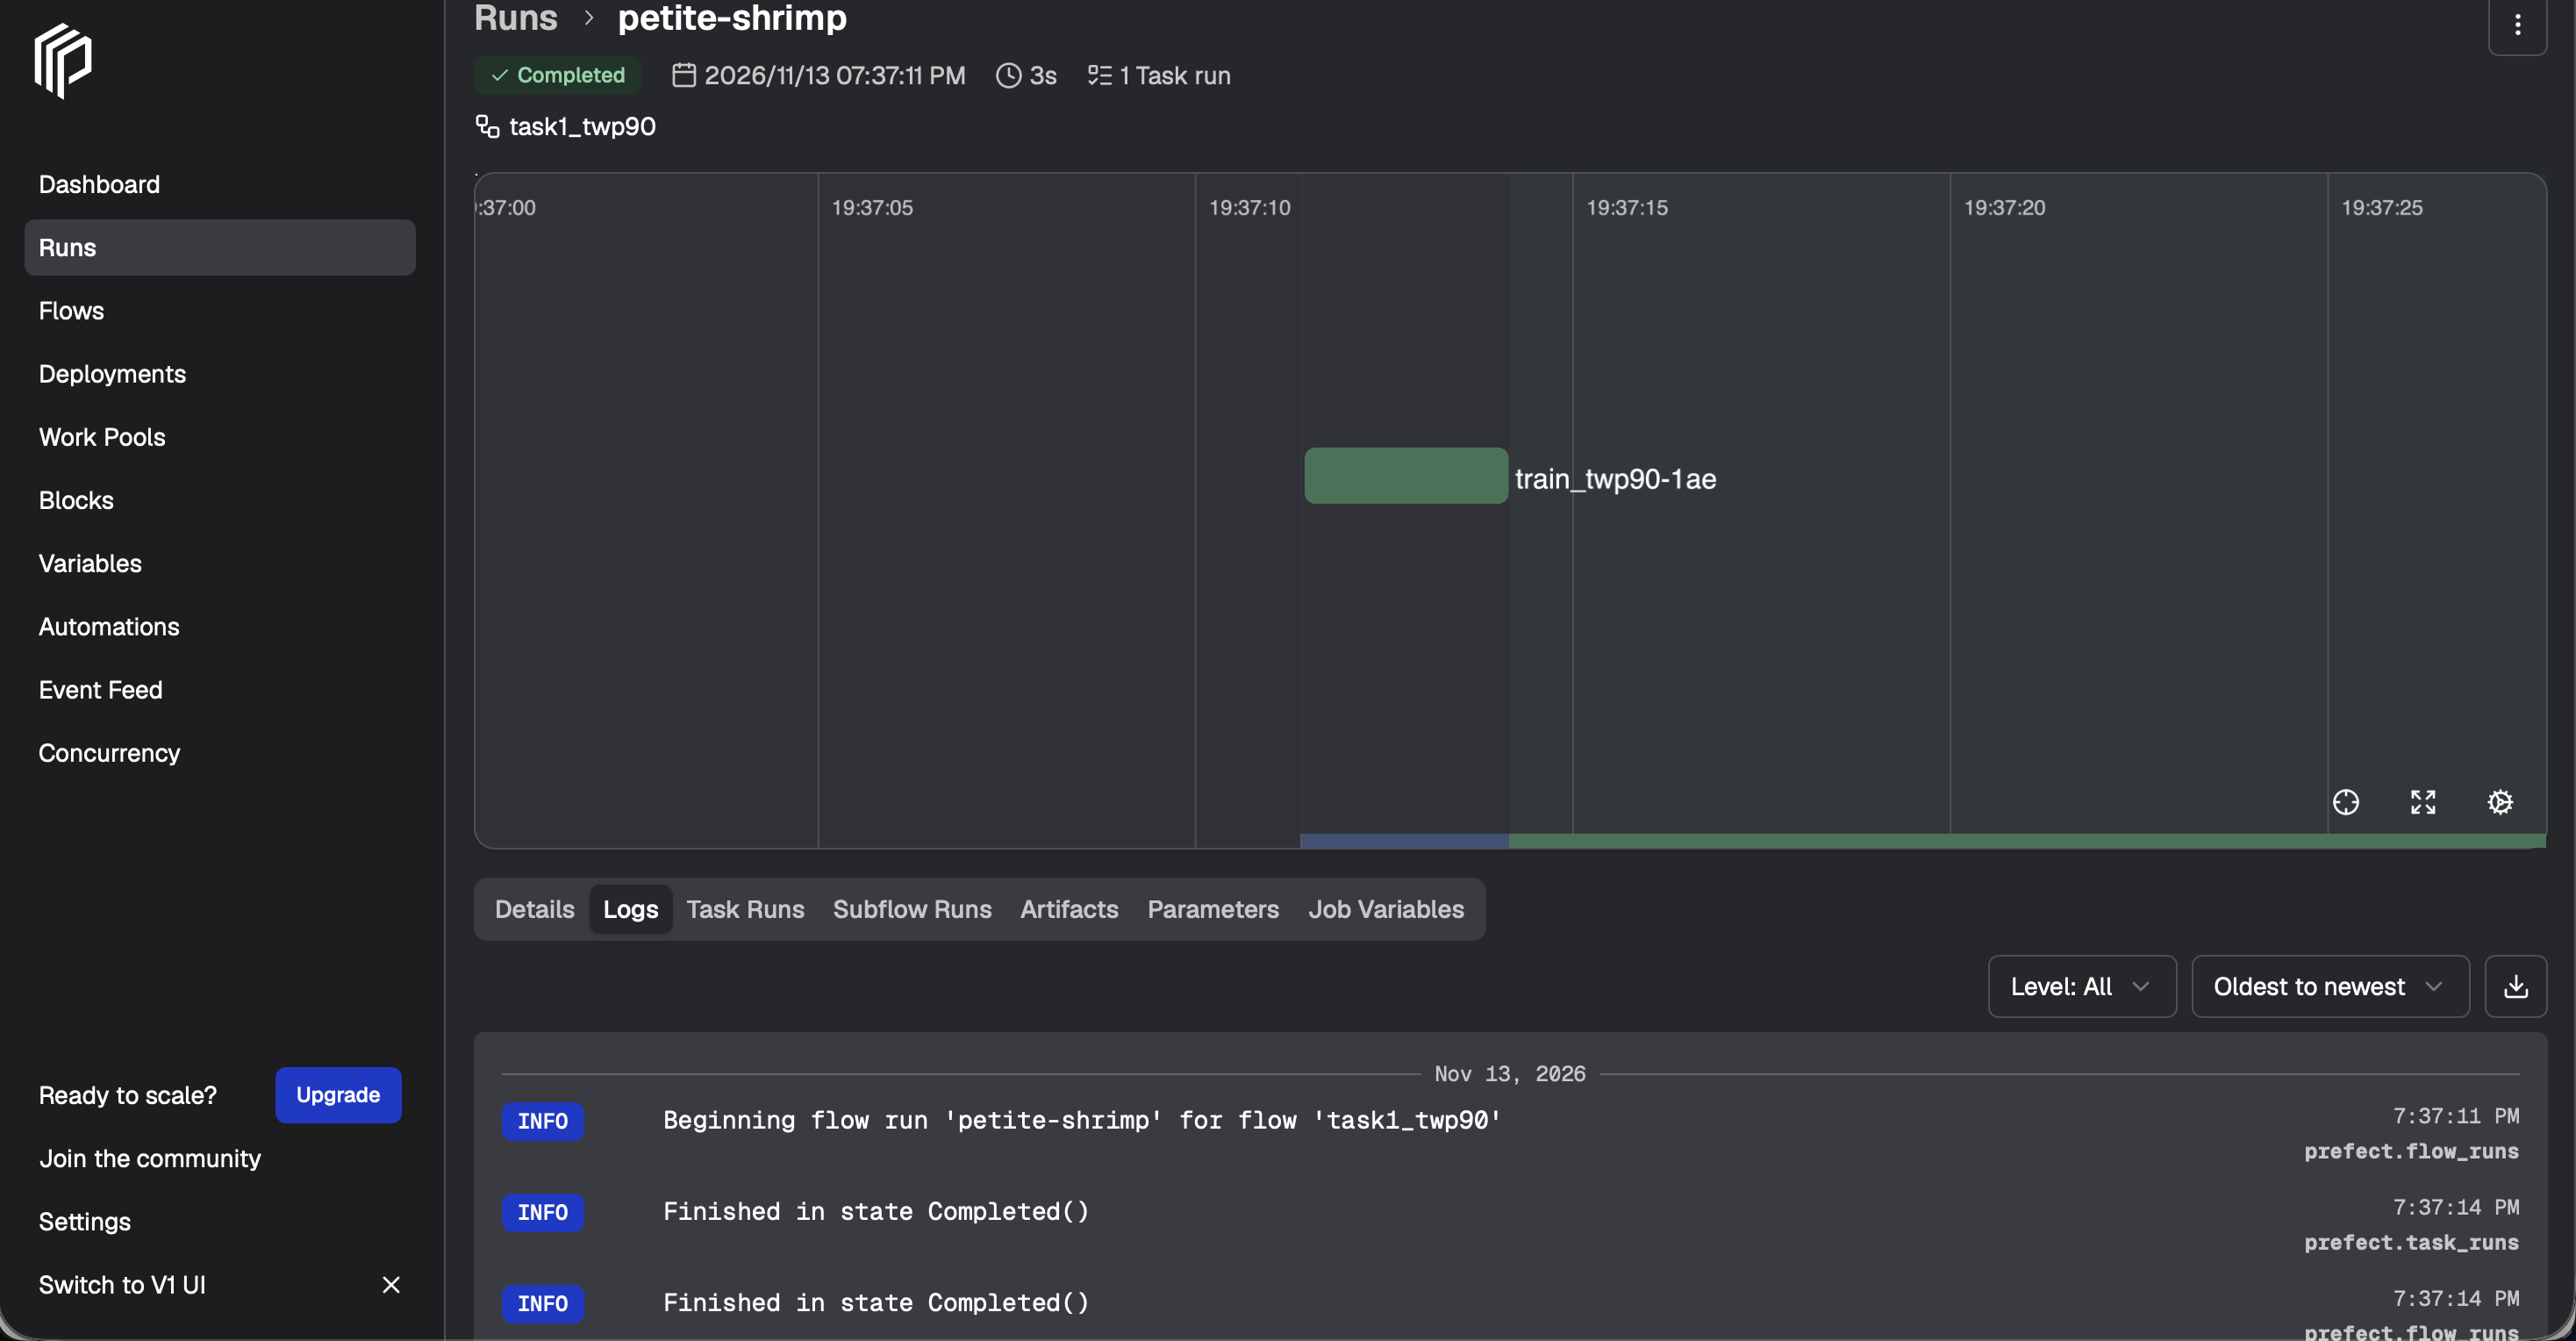 Runs > petite-shrimp
Completed 2026/11/13 07:37:11 PM 3s 1 Task run
task1_twp90
Dashboard
Runs
Flows
Deployments
Work Pools
Blocks
Variables
Automations
Event Feed
Concurrency
Ready to scale? Upgrade
Join the community
Settings
Switch to V1 UI
:37:00 19:37:05 19:37:10 19:37:15 19:37:20 19:37:25
train_twp90-1ae
Details Logs Task Runs Subflow Runs Artifacts Parameters Job Variables
Level: All Oldest to newest
Nov 13, 2026
INFO Beginning flow run 'petite-shrimp' for flow 'task1_twp90' 7:37:11 PM
prefect.flow_runs
INFO Finished in state Completed() 7:37:14 PM
prefect.task_runs
INFO Finished in state Completed() 7:37:14 PM
prefect.flow_runs